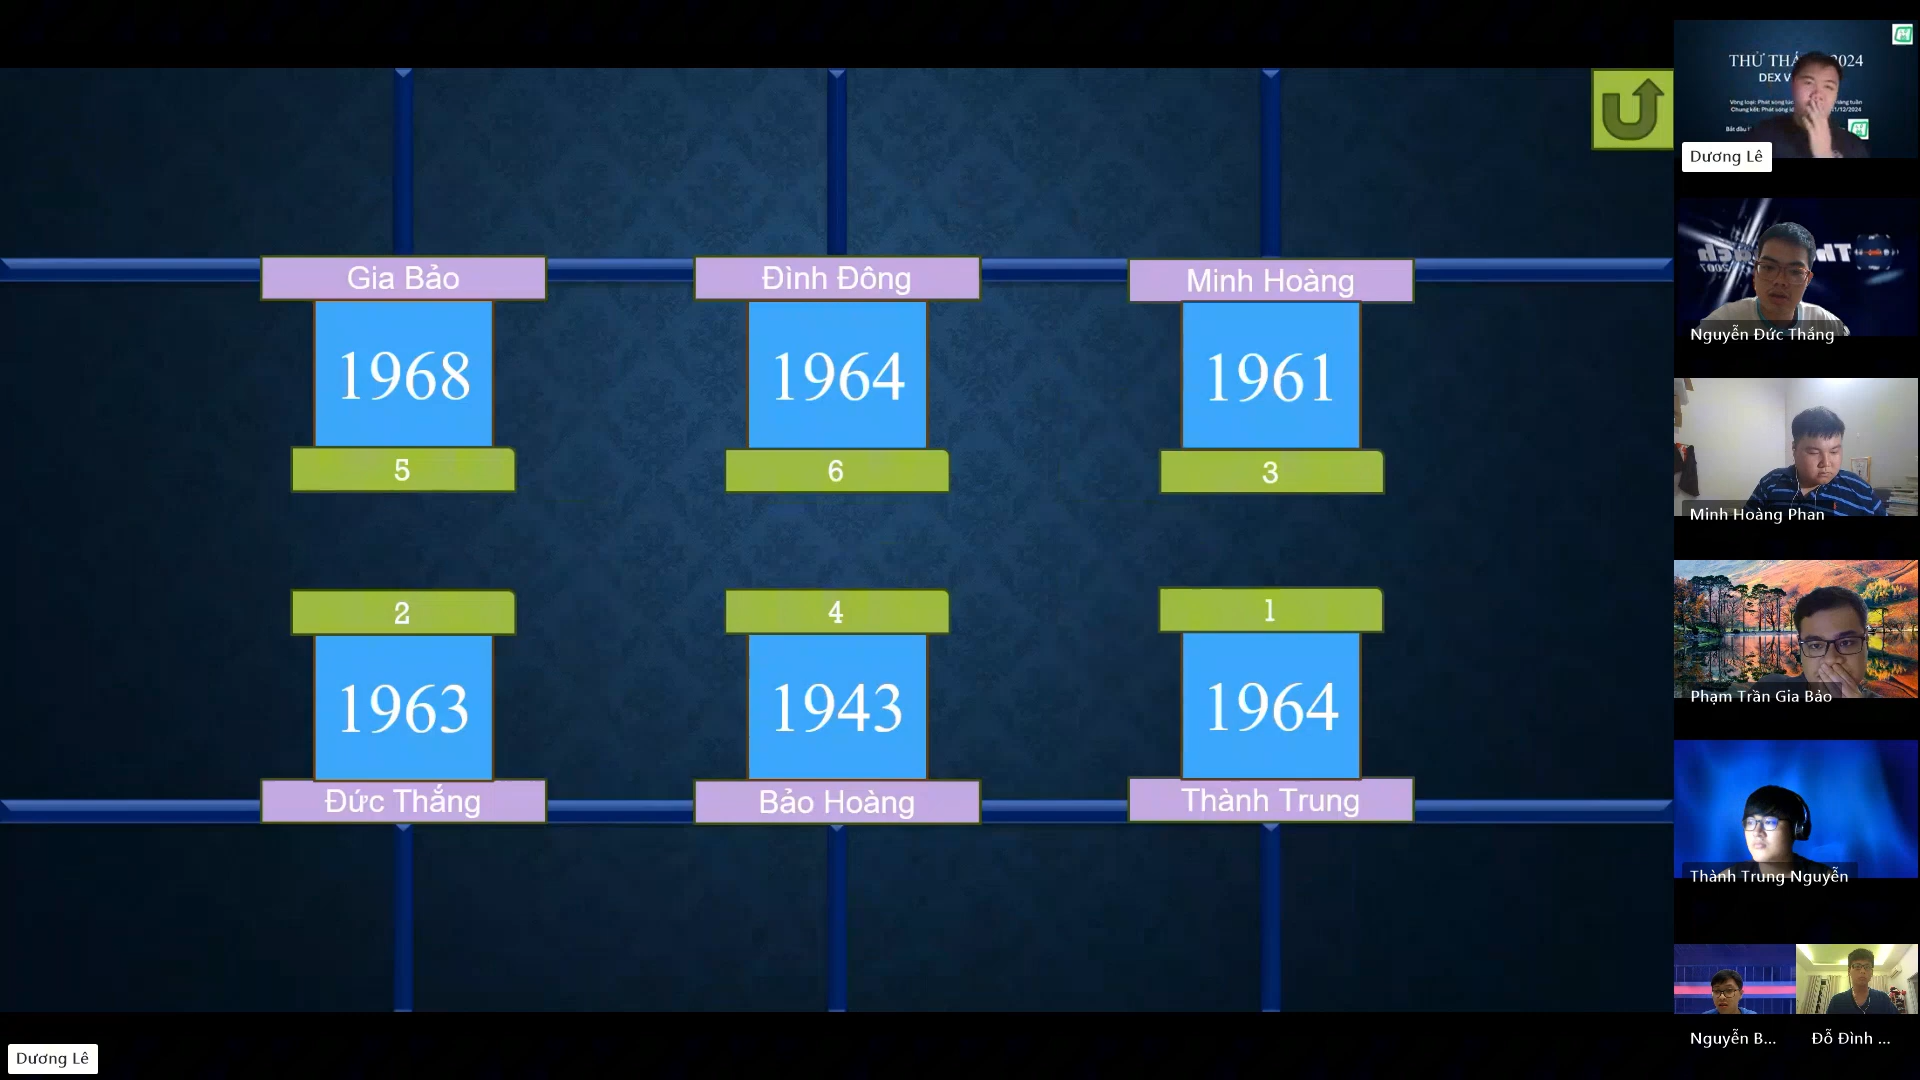 Gia Bảo
Đình Đông
Minh Hoàng
1968
1964
1961
5
6
3
2
4
1
1963
1943
1964
Đức Thắng
Bảo Hoàng
Thành Trung
Dương Lê
2024
Dương Lê
Nguyễn Đức Thắng
2007
Minh Hoàng Phan
Phạm Trần Gia Bảo
Thành Trung Nguyễn
Nguyễn B...
Đỗ Đình ...